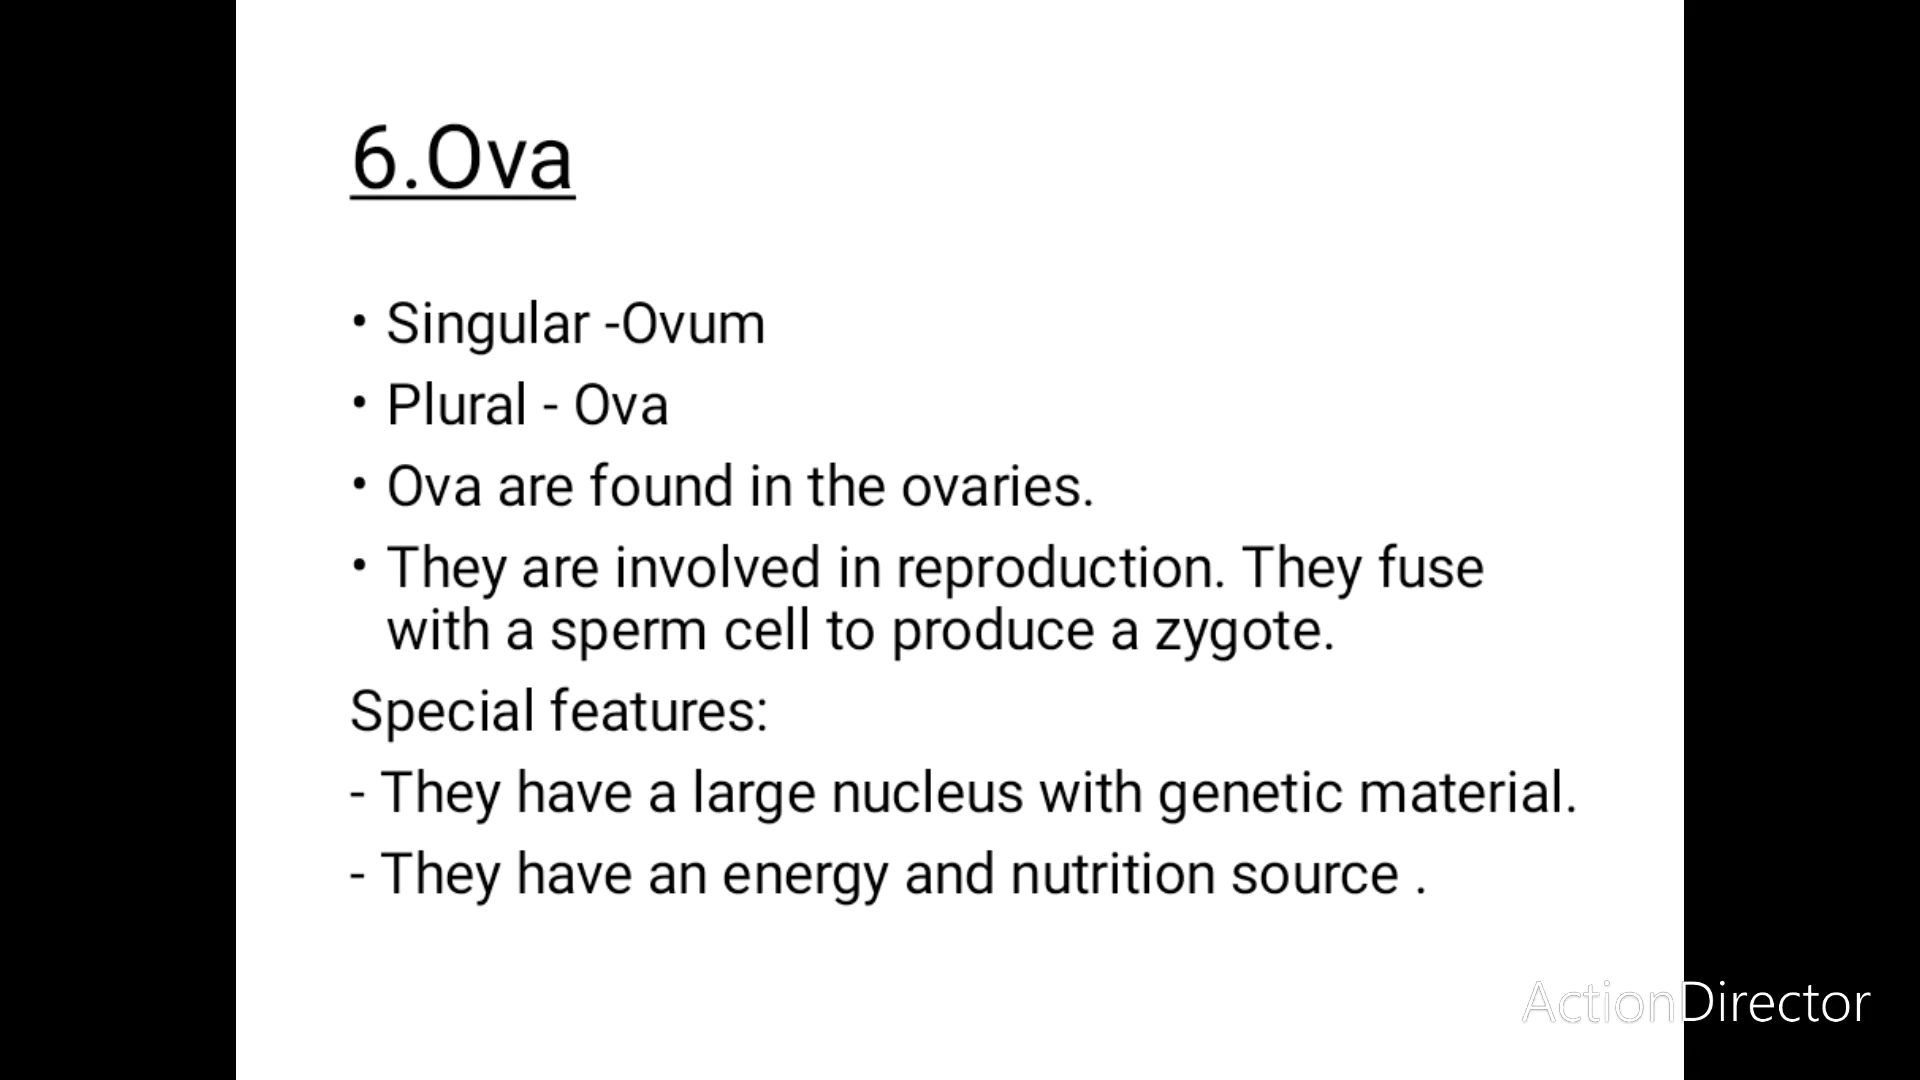 6.Ova
• Singular -Ovum
• Plural - Ova
• Ova are found in the ovaries.
• They are involved in reproduction. They fuse
with a sperm cell to produce a zygote.
Special features:
- They have a large nucleus with genetic material.
- They have an energy and nutrition source .
ActionDirector